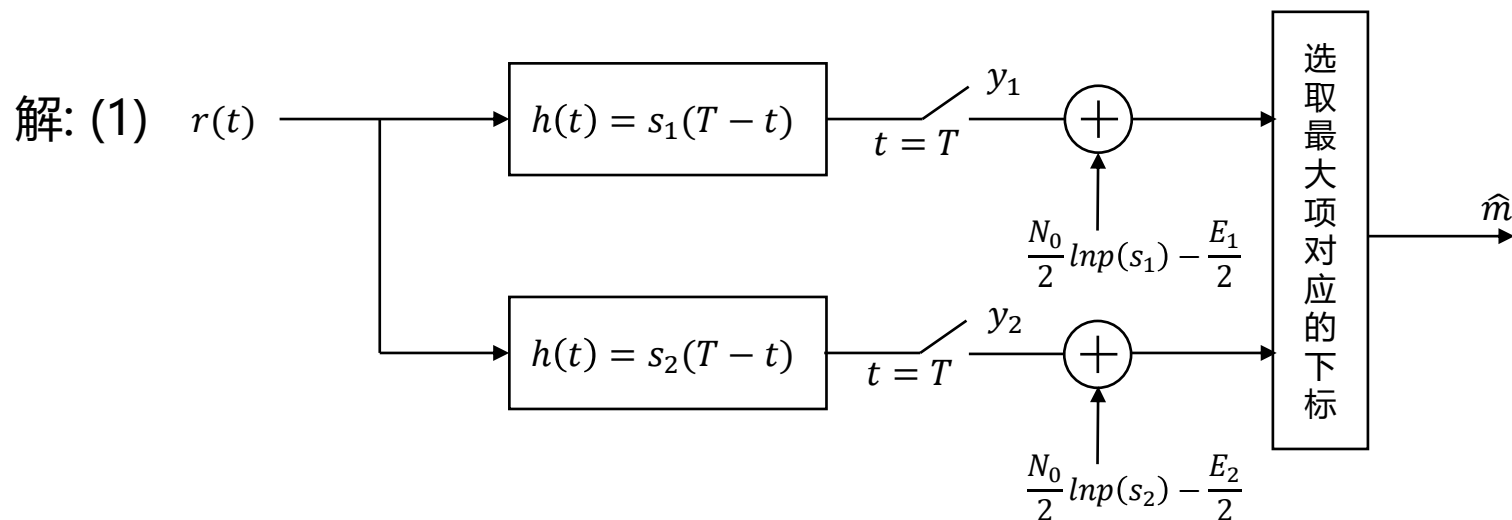 解: (1) r(t)
h(t) = s₁(T − t)
t = T
y₁
+
N₀/2 lnp(s₁) − E₁/2
h(t) = s₂(T − t)
t = T
y₂
+
N₀/2 lnp(s₂) − E₂/2
选取最大项对应的下标
m̂